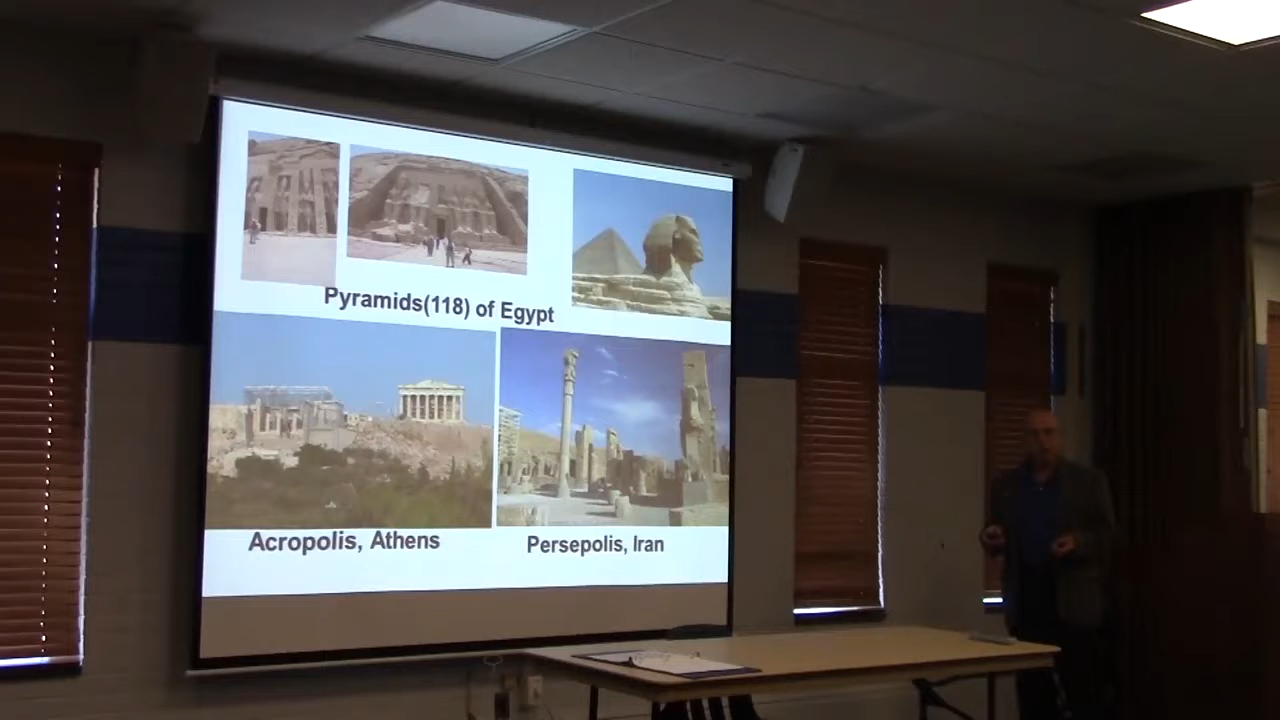 Pyramids(118) of Egypt
Acropolis, Athens
Persepolis, Iran